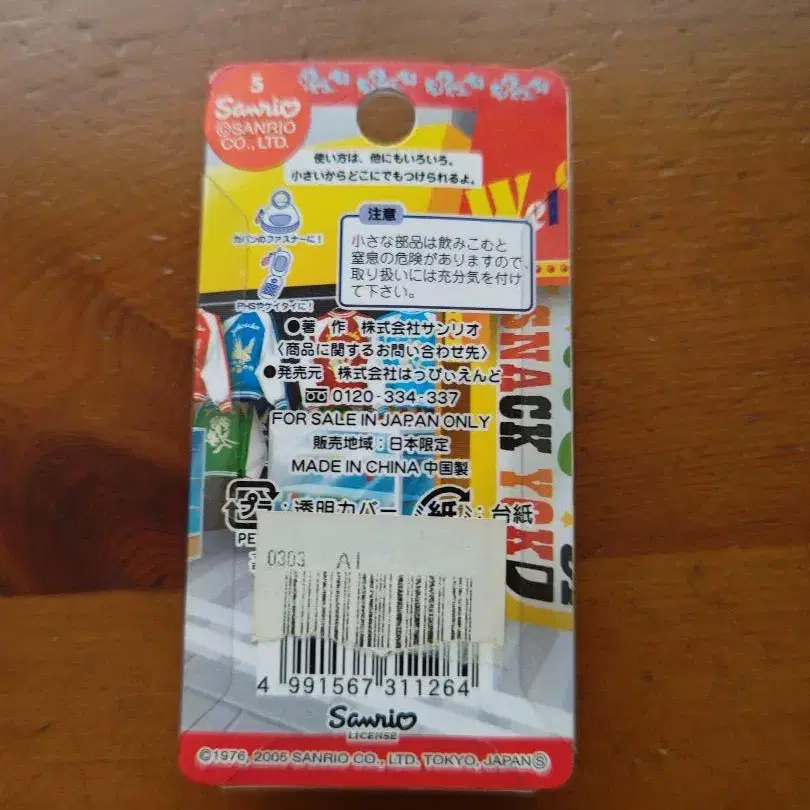 S
Sanrio
©SANRIO
CO., LTD.
使い方は、他にもいろいろ。
小さいからどこにでもつけられるよ。
カバンのファスナーに!
PHSやケイタイに!
注意
小さな部品は飲みこむと
窒息の危険がありますので、
取り扱いには充分気を付け
て下さい。
Wel
●著 作 株式会社サンリオ
〈商品に関するお問い合わせ先〉
●発売元 株式会社はっぴぃえんど
0120-334-337
FOR SALE IN JAPAN ONLY
販売地域:日本限定
MADE IN CHINA 中国製
プラ:透明カバー 紙:台紙
PE
SNACK
0303 A1
4 991567 311264
Sanrio
LICENSE
©1976, 2005 SANRIO CO., LTD. TOKYO, JAPAN Ⓢ